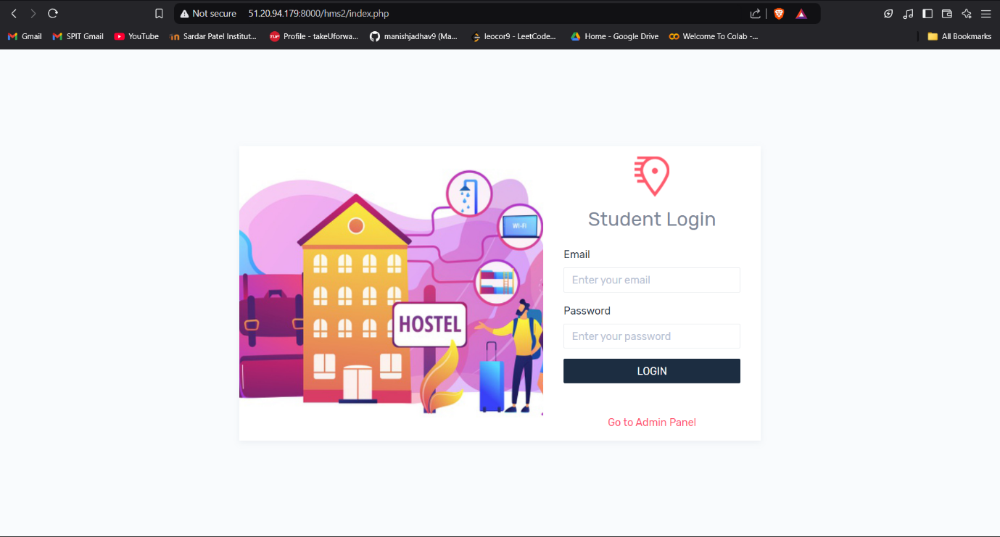 Not secure 51.20.94.179:8000/hms2/index.php
Gmail SPIT Gmail YouTube Sardar Patel Institut... TUF Profile - takeUforwa... manishjadhav9 (Ma... leocor9 - LeetCode... Home - Google Drive Welcome To Colab -... All Bookmarks
WI-FI
HOSTEL
Student Login
Email
Enter your email
Password
Enter your password
LOGIN
Go to Admin Panel